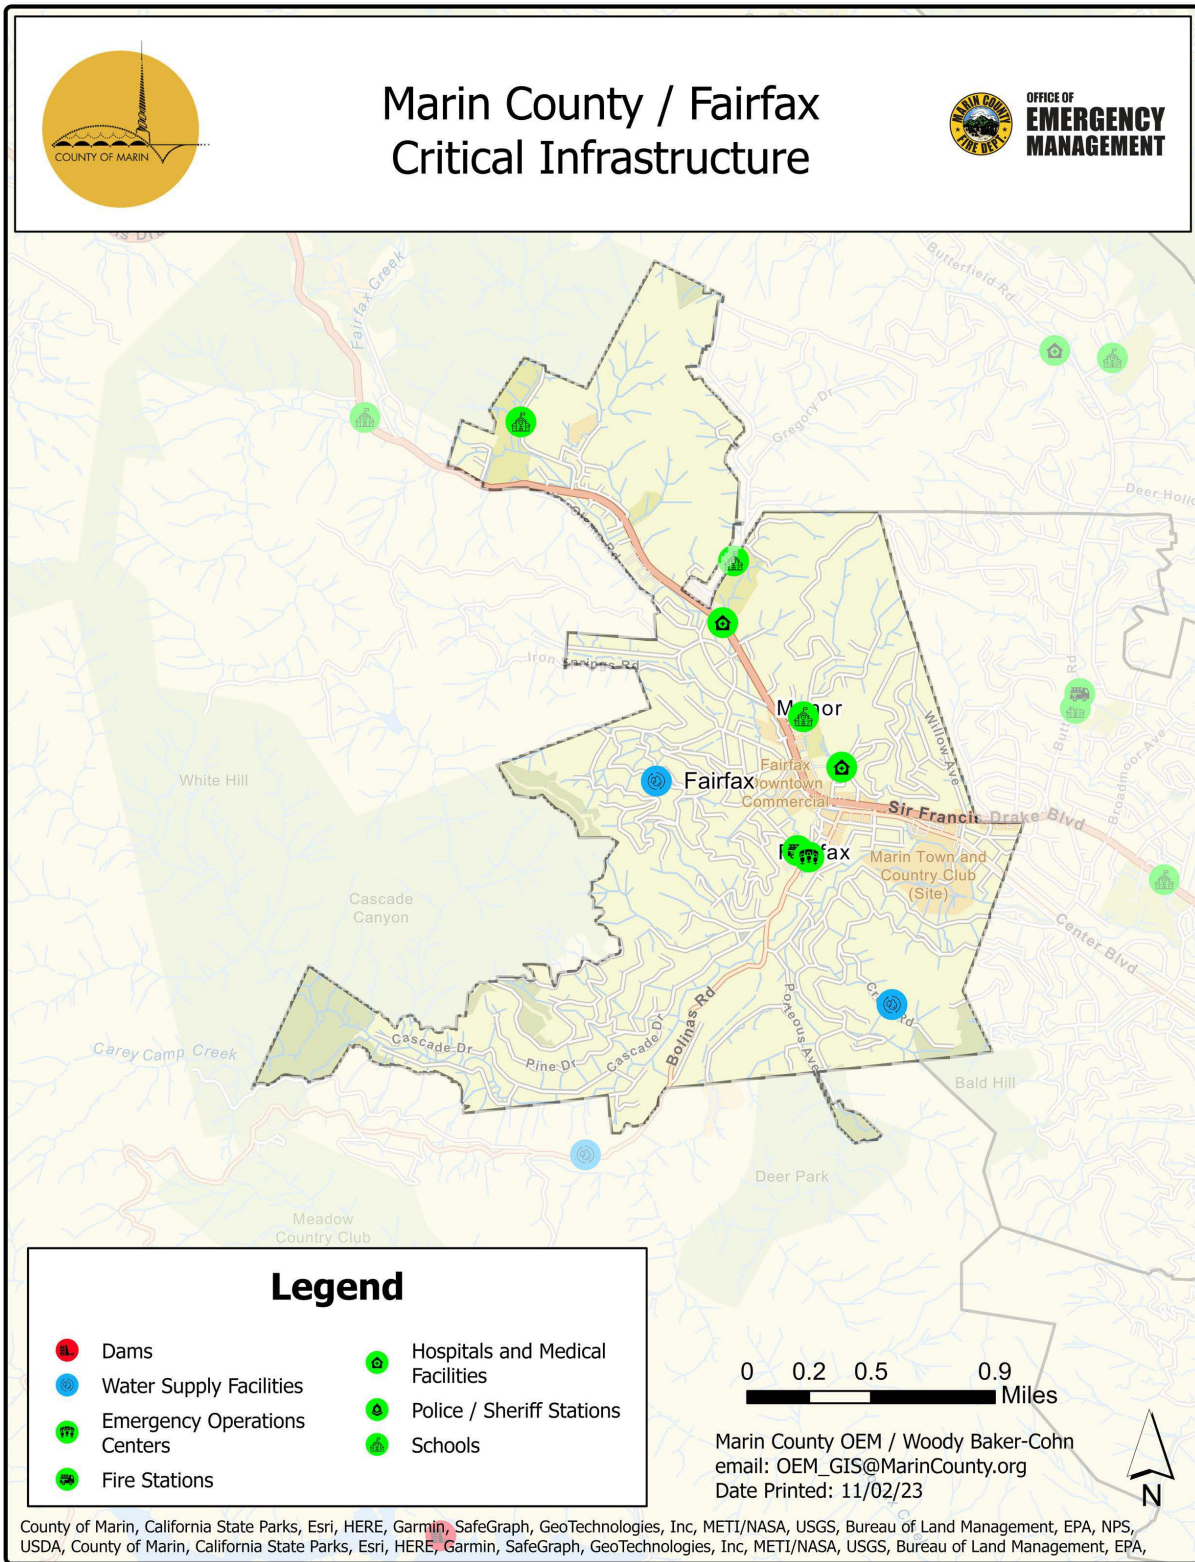 COUNTY OF MARIN
Marin County / Fairfax
Critical Infrastructure
MARIN COUNTY
FIRE DEPT.
OFFICE OF
EMERGENCY
MANAGEMENT
Fairfax Creek
Butterfield Rd
Gregory Dr
Deer Hollo
Olema Rd
Iron Springs Rd
Manor
Willow Ave
Butterfield Rd
Broadmoor Ave
White Hill
Fairfax
Fairfax
Downtown
Commercial
Sir Francis Drake Blvd
Fairfax
Marin Town and
Country Club
(Site)
Cascade
Canyon
Center Blvd
Porteous Ave
Bolinas Rd
Cascade Dr
Pine Dr
Cascade Dr
Carey Camp Creek
Bald Hill
Deer Park
Meadow
Country Club
Legend
Dams
Water Supply Facilities
Emergency Operations
Centers
Fire Stations
Hospitals and Medical
Facilities
Police / Sheriff Stations
Schools
0 0.2 0.5 0.9
Miles
Marin County OEM / Woody Baker-Cohn
email: OEM_GIS@MarinCounty.org
Date Printed: 11/02/23
N
County of Marin, California State Parks, Esri, HERE, Garmin, SafeGraph, GeoTechnologies, Inc, METI/NASA, USGS, Bureau of Land Management, EPA, NPS,
USDA, County of Marin, California State Parks, Esri, HERE, Garmin, SafeGraph, GeoTechnologies, Inc, METI/NASA, USGS, Bureau of Land Management, EPA,